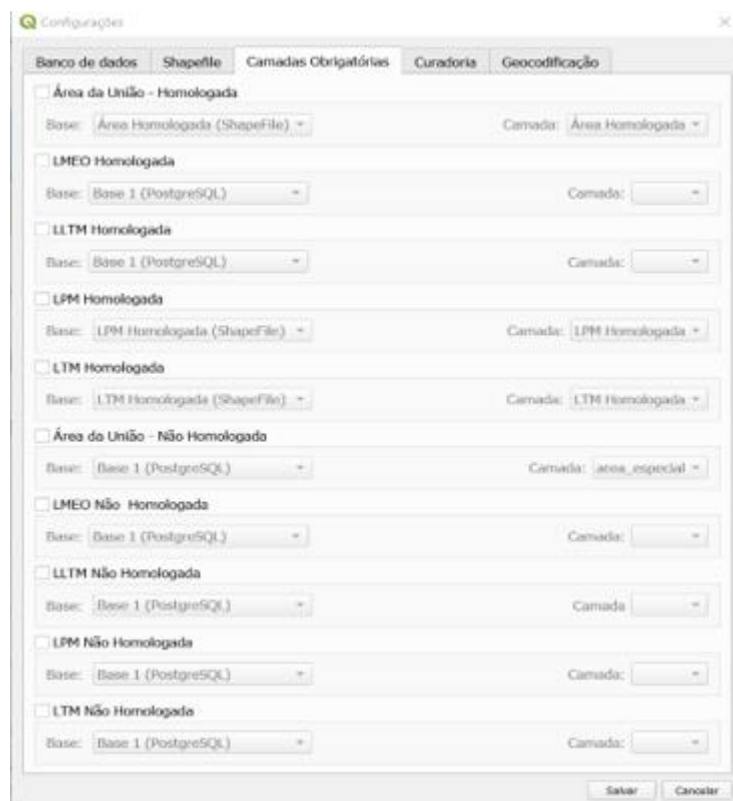 Configurações
Banco de dados Shapefile Camadas Obrigatórias Curadoria Geocodificação
Área da União - Homologada
Base: Área Homologada (ShapeFile) Camada: Área Homologada
LMEO Homologada
Base: Base 1 (PostgreSQL) Camada:
LLTM Homologada
Base: Base 1 (PostgreSQL) Camada:
LPM Homologada
Base: LPM Homologada (ShapeFile) Camada: LPM Homologada
LTM Homologada
Base: LTM Homologada (ShapeFile) Camada: LTM Homologada
Área da União - Não Homologada
Base: Base 1 (PostgreSQL) Camada: area_especial
LMEO Não Homologada
Base: Base 1 (PostgreSQL) Camada:
LLTM Não Homologada
Base: Base 1 (PostgreSQL) Camada
LPM Não Homologada
Base: Base 1 (PostgreSQL) Camada:
LTM Não Homologada
Base: Base 1 (PostgreSQL) Camada:
Salvar Cancelar